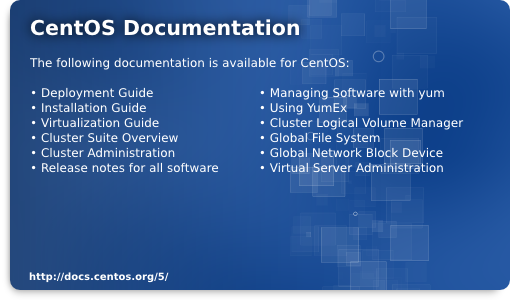 CentOS Documentation
The following documentation is available for CentOS:
• Deployment Guide
• Installation Guide
• Virtualization Guide
• Cluster Suite Overview
• Cluster Administration
• Release notes for all software
• Managing Software with yum
• Using YumEx
• Cluster Logical Volume Manager
• Global File System
• Global Network Block Device
• Virtual Server Administration
http://docs.centos.org/5/